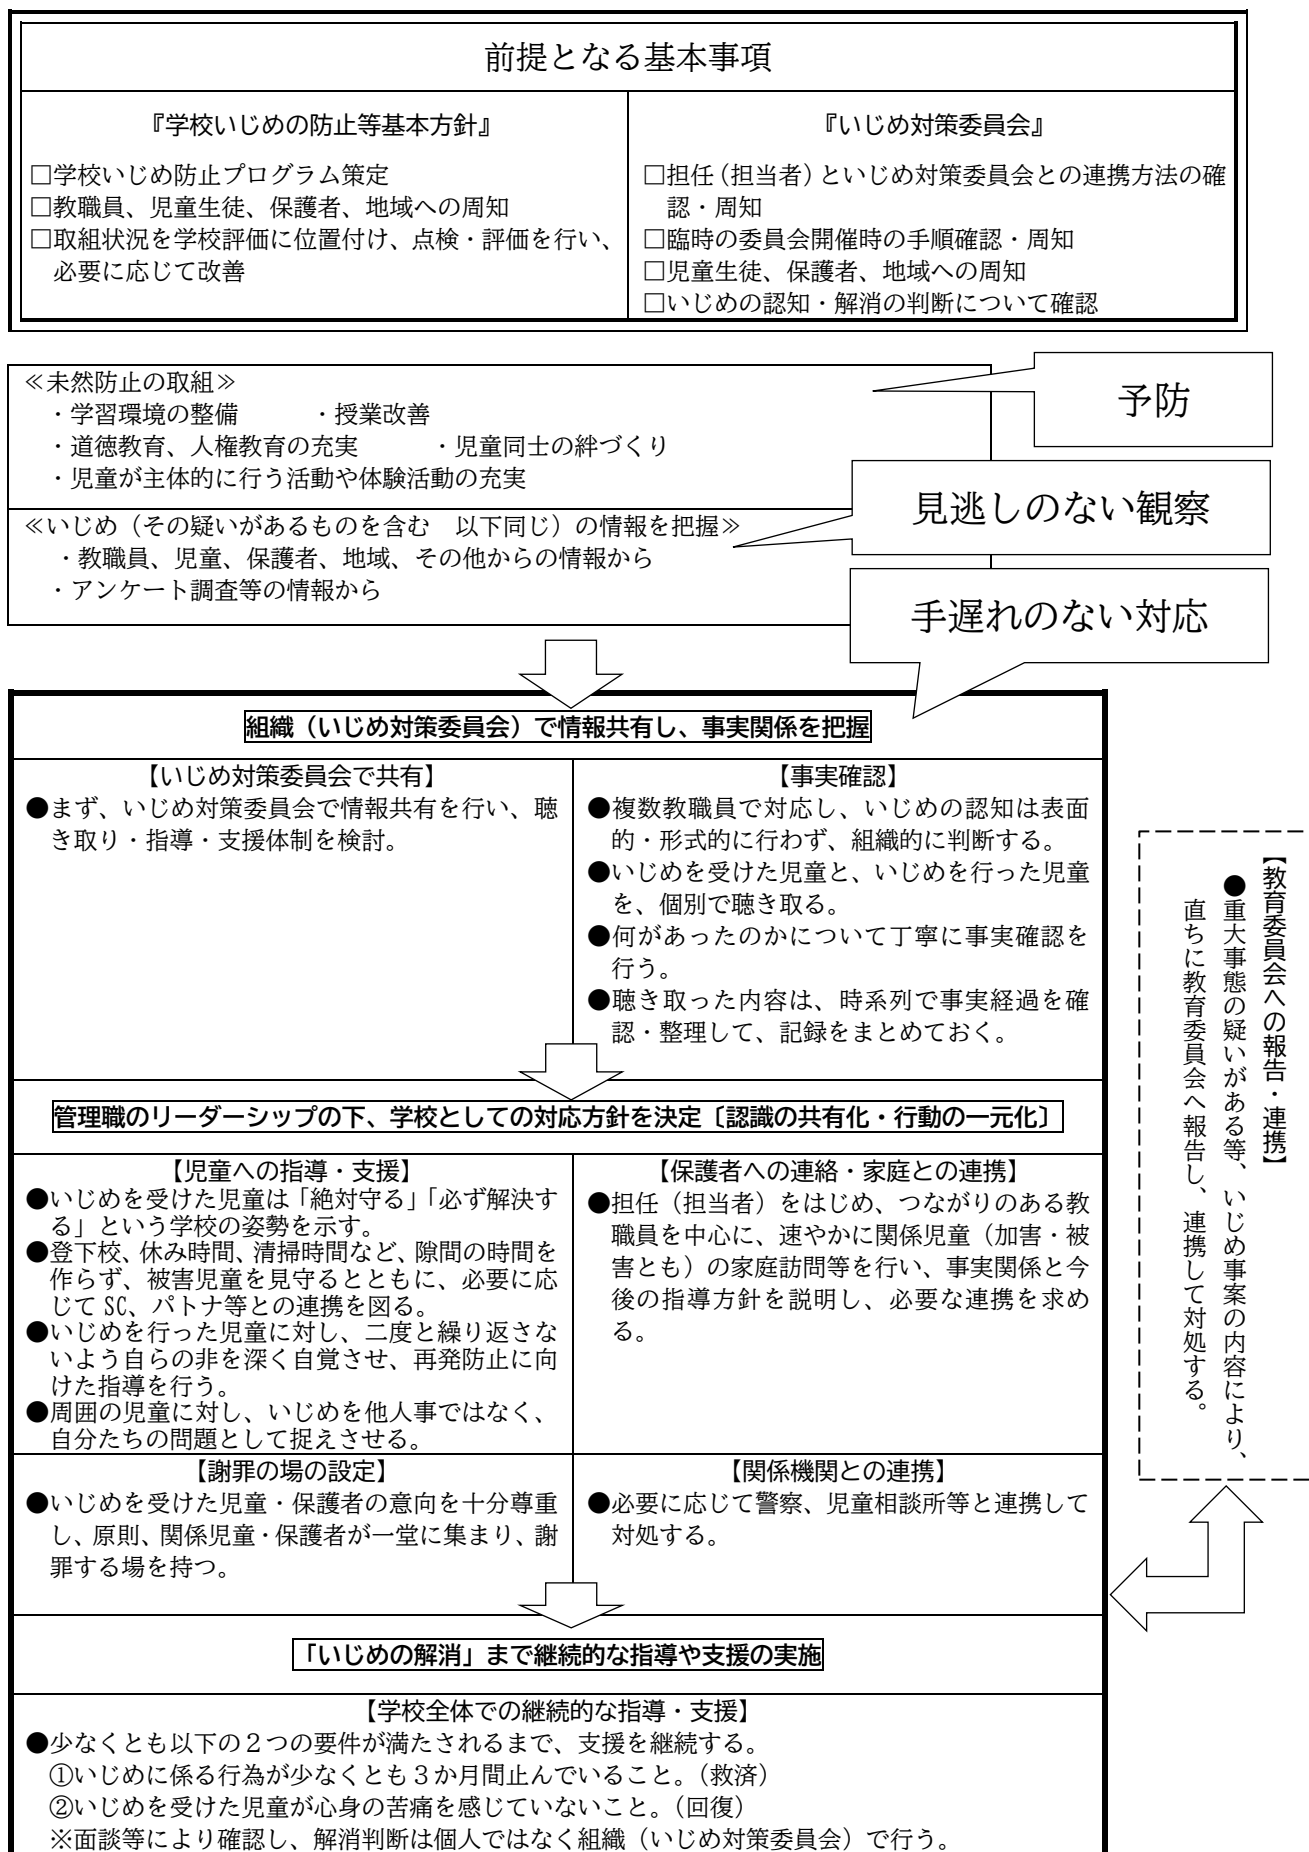 前提となる基本事項
『学校いじめの防止等基本方針』
□学校いじめ防止プログラム策定
□教職員、児童生徒、保護者、地域への周知
□取組状況を学校評価に位置付け、点検・評価を行い、
必要に応じて改善
『いじめ対策委員会』
□担任（担当者）といじめ対策委員会との連携方法の確
認・周知
□臨時の委員会開催時の手順確認・周知
□児童生徒、保護者、地域への周知
□いじめの認知・解消の判断について確認
≪未然防止の取組≫
・学習環境の整備　　　・授業改善
・道徳教育、人権教育の充実　　　・児童同士の絆づくり
・児童が主体的に行う活動や体験活動の充実
予防
≪いじめ（その疑いがあるものを含む　以下同じ）の情報を把握≫
・教職員、児童、保護者、地域、その他からの情報から
・アンケート調査等の情報から
見逃しのない観察
手遅れのない対応
組織（いじめ対策委員会）で情報共有し、事実関係を把握
【いじめ対策委員会で共有】
●まず、いじめ対策委員会で情報共有を行い、聴
き取り・指導・支援体制を検討。
【事実確認】
●複数教職員で対応し、いじめの認知は表面
的・形式的に行わず、組織的に判断する。
●いじめを受けた児童と、いじめを行った児童
を、個別で聴き取る。
●何があったのかについて丁寧に事実確認を
行う。
●聴き取った内容は、時系列で事実経過を確
認・整理して、記録をまとめておく。
管理職のリーダーシップの下、学校としての対応方針を決定〔認識の共有化・行動の一元化〕
【児童への指導・支援】
●いじめを受けた児童は「絶対守る」「必ず解決す
る」という学校の姿勢を示す。
●登下校、休み時間、清掃時間など、隙間の時間を
作らず、被害児童を見守るとともに、必要に応
じて SC、パトナ等との連携を図る。
●いじめを行った児童に対し、二度と繰り返さな
いよう自らの非を深く自覚させ、再発防止に向
けた指導を行う。
●周囲の児童に対し、いじめを他人事ではなく、
自分たちの問題として捉えさせる。
【保護者への連絡・家庭との連携】
●担任（担当者）をはじめ、つながりのある教
職員を中心に、速やかに関係児童（加害・被
害とも）の家庭訪問等を行い、事実関係と今
後の指導方針を説明し、必要な連携を求め
る。
【謝罪の場の設定】
●いじめを受けた児童・保護者の意向を十分尊重
し、原則、関係児童・保護者が一堂に集まり、謝
罪する場を持つ。
【関係機関との連携】
●必要に応じて警察、児童相談所等と連携して
対処する。
「いじめの解消」まで継続的な指導や支援の実施
【学校全体での継続的な指導・支援】
●少なくとも以下の２つの要件が満たされるまで、支援を継続する。
①いじめに係る行為が少なくとも３か月間止んでいること。（救済）
②いじめを受けた児童が心身の苦痛を感じていないこと。（回復）
※面談等により確認し、解消判断は個人ではなく組織（いじめ対策委員会）で行う。
【教育委員会への報告・連携】
●重大事態の疑いがある等、いじめ事案の内容により、
直ちに教育委員会へ報告し、連携して対処する。